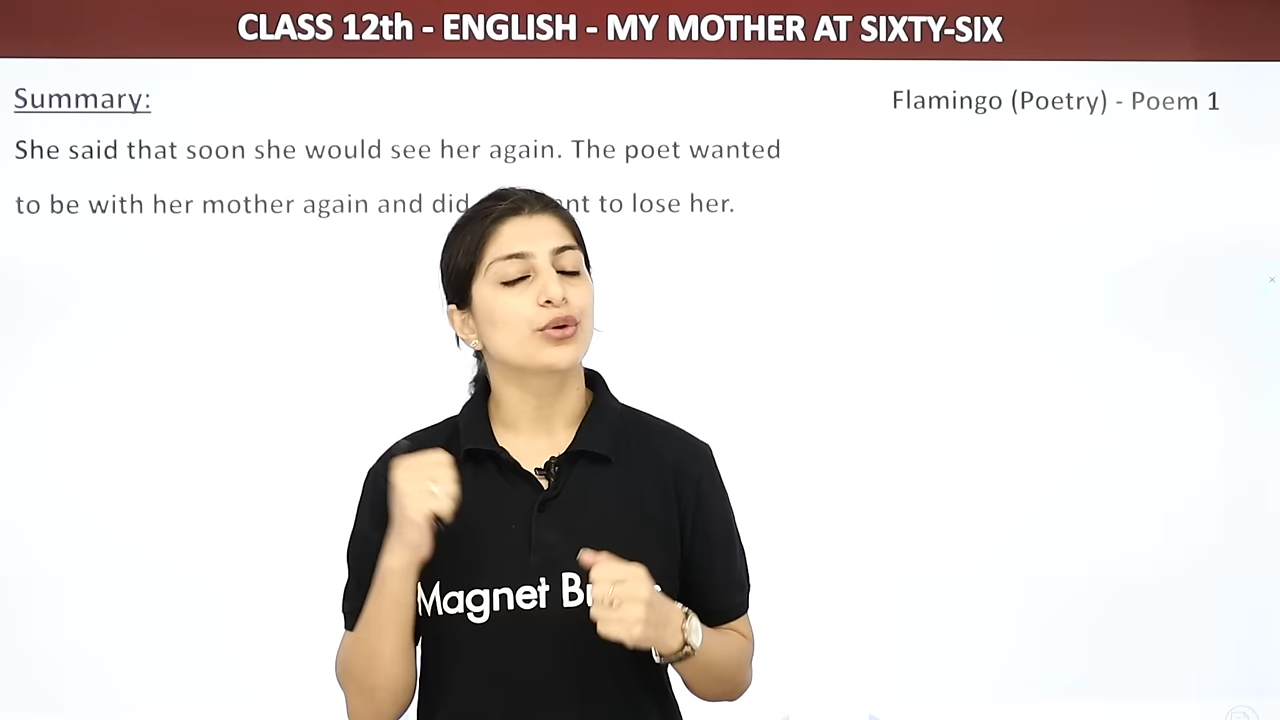 CLASS 12th - ENGLISH - MY MOTHER AT SIXTY-SIX
Summary:
Flamingo (Poetry) - Poem 1
She said that soon she would see her again. The poet wanted
to be with her mother again and did to lose her.
Magnet